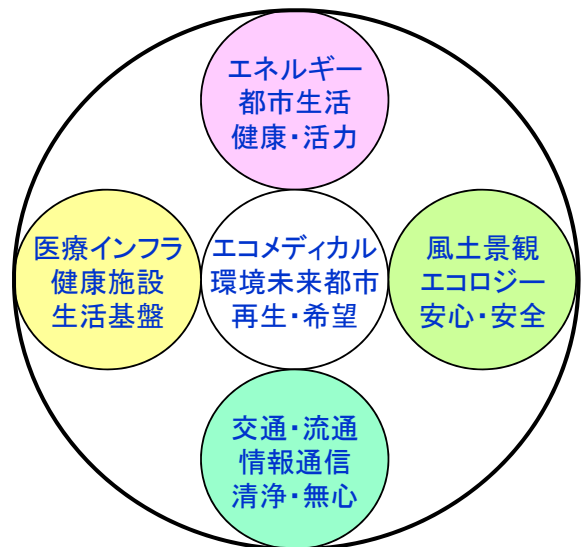 エネルギー
都市生活
健康・活力
医療インフラ
健康施設
生活基盤
エコメディカル
環境未来都市
再生・希望
風土景観
エコロジー
安心・安全
交通・流通
情報通信
清浄・無心